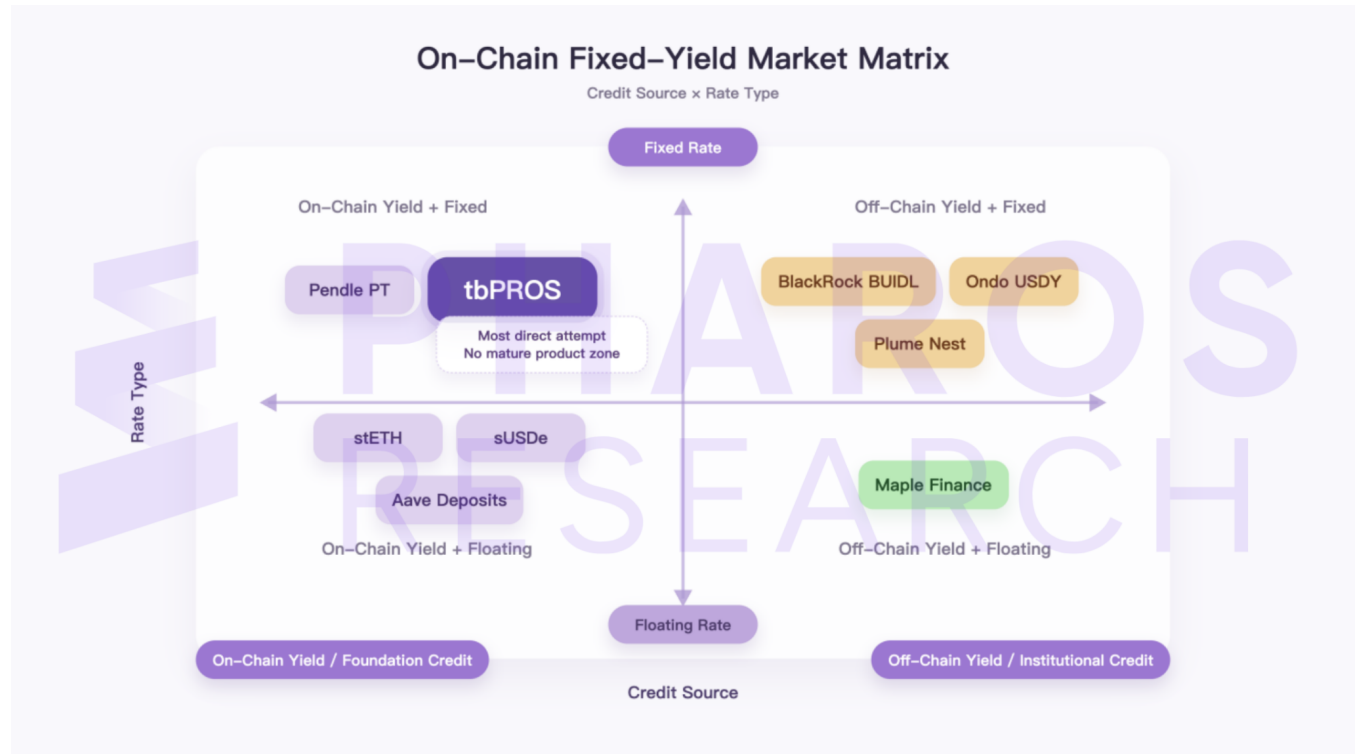 On-Chain Fixed-Yield Market Matrix
Credit Source × Rate Type
Fixed Rate
On-Chain Yield + Fixed
Off-Chain Yield + Fixed
Pendle PT
tbPROS
BlackRock BUIDL
Ondo USDY
Most direct attempt
No mature product zone
Plume Nest
PHAROS
Rate Type
stETH
sUSDe
Aave Deposits
Maple Finance
RESEARCH
On-Chain Yield + Floating
Off-Chain Yield + Floating
Floating Rate
On-Chain Yield / Foundation Credit
Off-Chain Yield / Institutional Credit
Credit Source